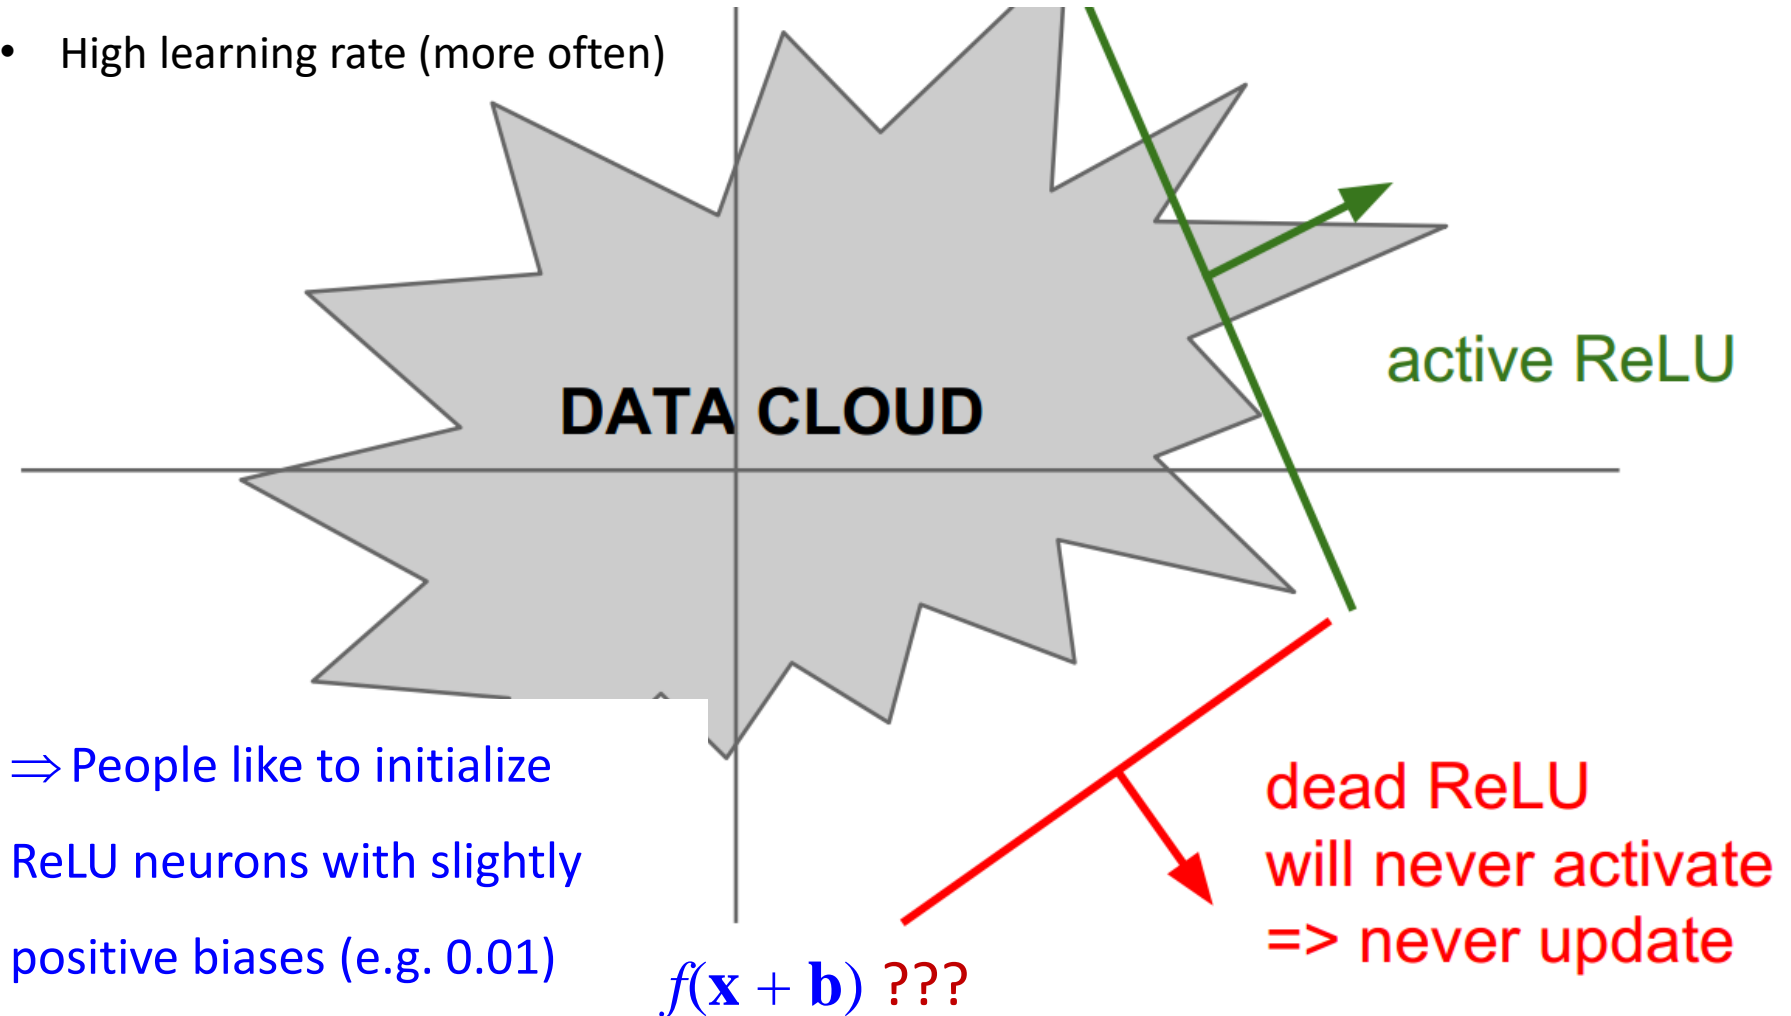 • High learning rate (more often)
DATA CLOUD
active ReLU
⇒ People like to initialize
ReLU neurons with slightly
positive biases (e.g. 0.01)
f(x + b) ???
dead ReLU
will never activate
=> never update